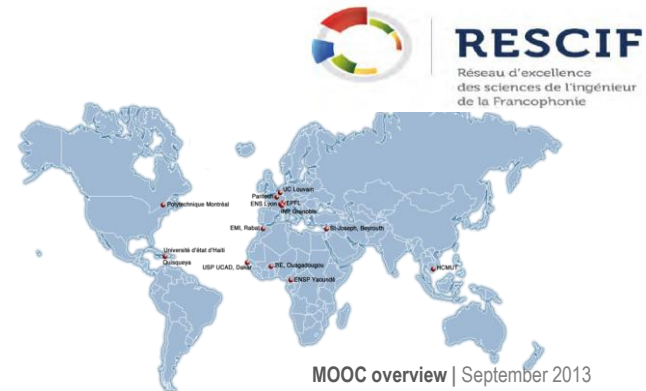 RESCIF
Réseau d'excellence
des sciences de l'ingénieur
de la Francophonie
UC Louvain
Paristech
EPFL
ENS Lyon
INP Grenoble
Polytechnique Montréal
EMI, Rabat
St-Joseph, Beyrouth
Université d'état d'Haïti
Quisqueya
USP UCAD, Dakar
2IE, Ouagadougou
HCMUT
ENSP Yaoundé
MOOC overview | September 2013